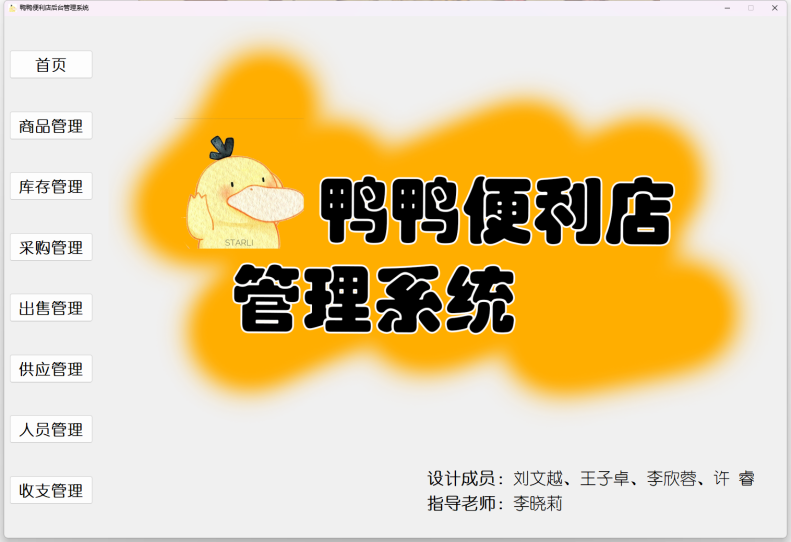 鸭鸭便利店后台管理系统
首页
商品管理
库存管理
采购管理
出售管理
供应管理
人员管理
收支管理
STARLI
鸭鸭便利店
管理系统
设计成员：刘文越、王子卓、李欣蓉、许 睿
指导老师：李晓莉